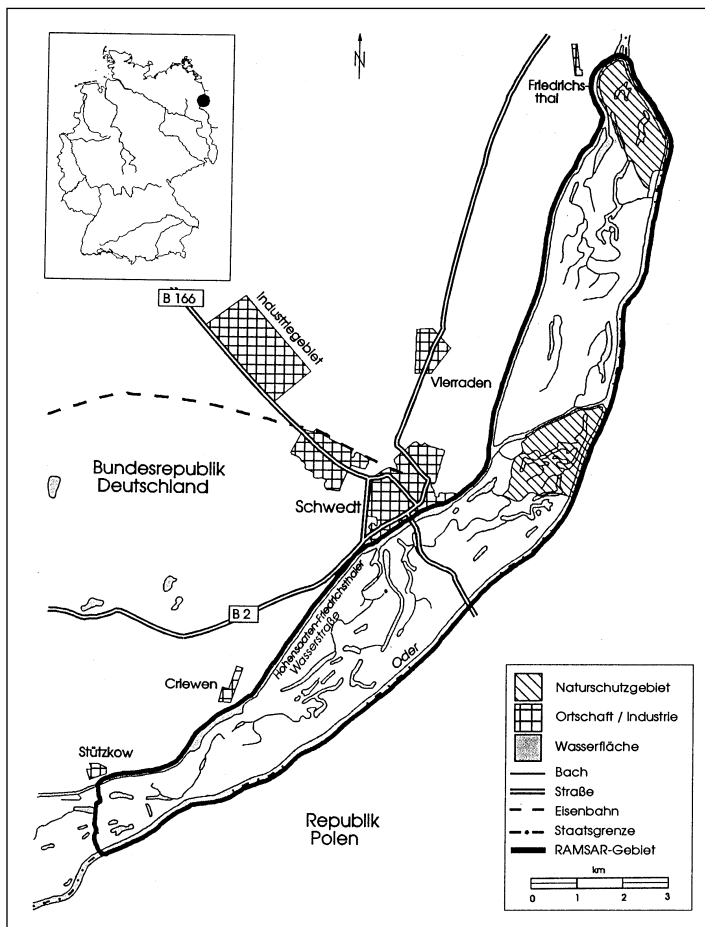 N
Friedrichs-
thal
B 166
Industriegebiet
Vierraden
Bundesrepublik
Deutschland
Schwedt
Hohensaaten-Friedrichsthaler
Wasserstraße
B 2
Oder
Criewen
Stützkow
Republik
Polen
Naturschutzgebiet
Ortschaft / Industrie
Wasserfläche
Bach
Straße
Eisenbahn
Staatsgrenze
RAMSAR-Gebiet
km
0 1 2 3